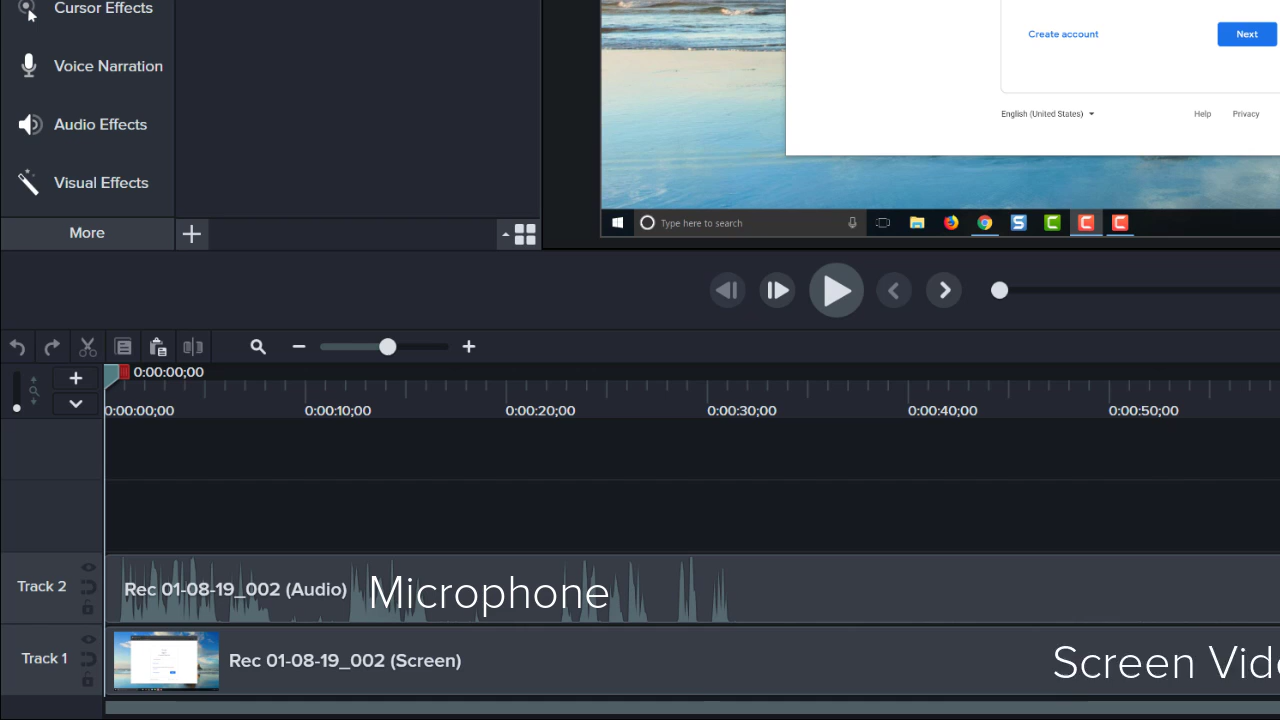 Cursor Effects
Voice Narration
Audio Effects
Visual Effects
More
Create account
Next
English (United States)
Help
Privacy
Type here to search
0:00:00;00
0:00:00;00
0:00:10;00
0:00:20;00
0:00:30;00
0:00:40;00
0:00:50;00
Track 2
Rec 01-08-19_002 (Audio)
Microphone
Track 1
Rec 01-08-19_002 (Screen)
Screen Vid